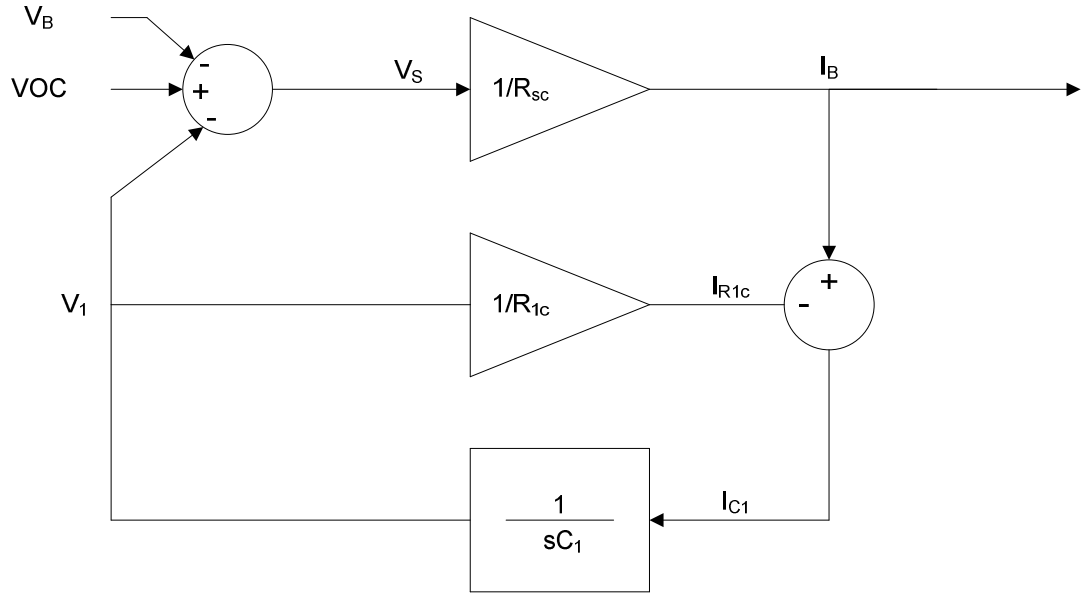 V_B
-
VOC
+
-
V_S
1/R_sc
I_B
V_1
1/R_1c
I_R1c
+
-
1
sC_1
I_C1